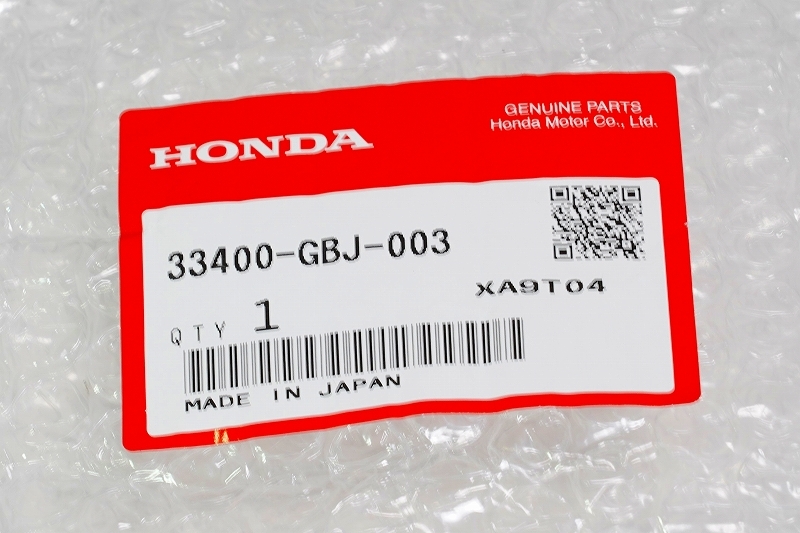 HONDA
GENUINE PARTS
Honda Motor Co., Ltd.
33400-GBJ-003
XA9T04
QTY 1
MADE IN JAPAN